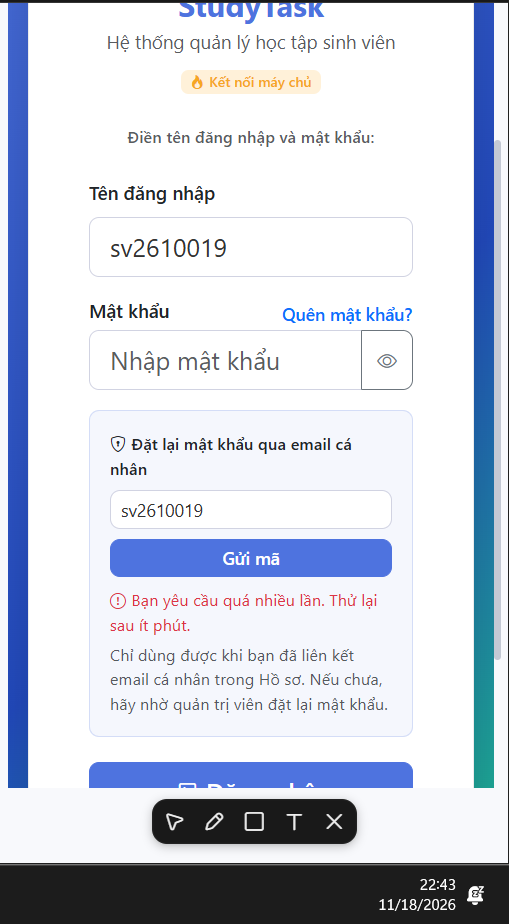 StudyTask
Hệ thống quản lý học tập sinh viên
Kết nối máy chủ
Điền tên đăng nhập và mật khẩu:
Tên đăng nhập
sv2610019
Mật khẩu
Quên mật khẩu?
Nhập mật khẩu
Đặt lại mật khẩu qua email cá
nhân
sv2610019
Gửi mã
Bạn yêu cầu quá nhiều lần. Thử lại
sau ít phút.
Chỉ dùng được khi bạn đã liên kết
email cá nhân trong Hồ sơ. Nếu chưa,
hãy nhờ quản trị viên đặt lại mật khẩu.
T
22:43
11/18/2026